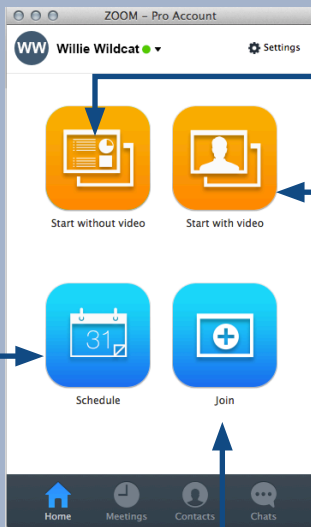 ZOOM - Pro Account
WW Willie Wildcat Settings
Start without video Start with video
31
Schedule Join
Home Meetings Contacts Chats